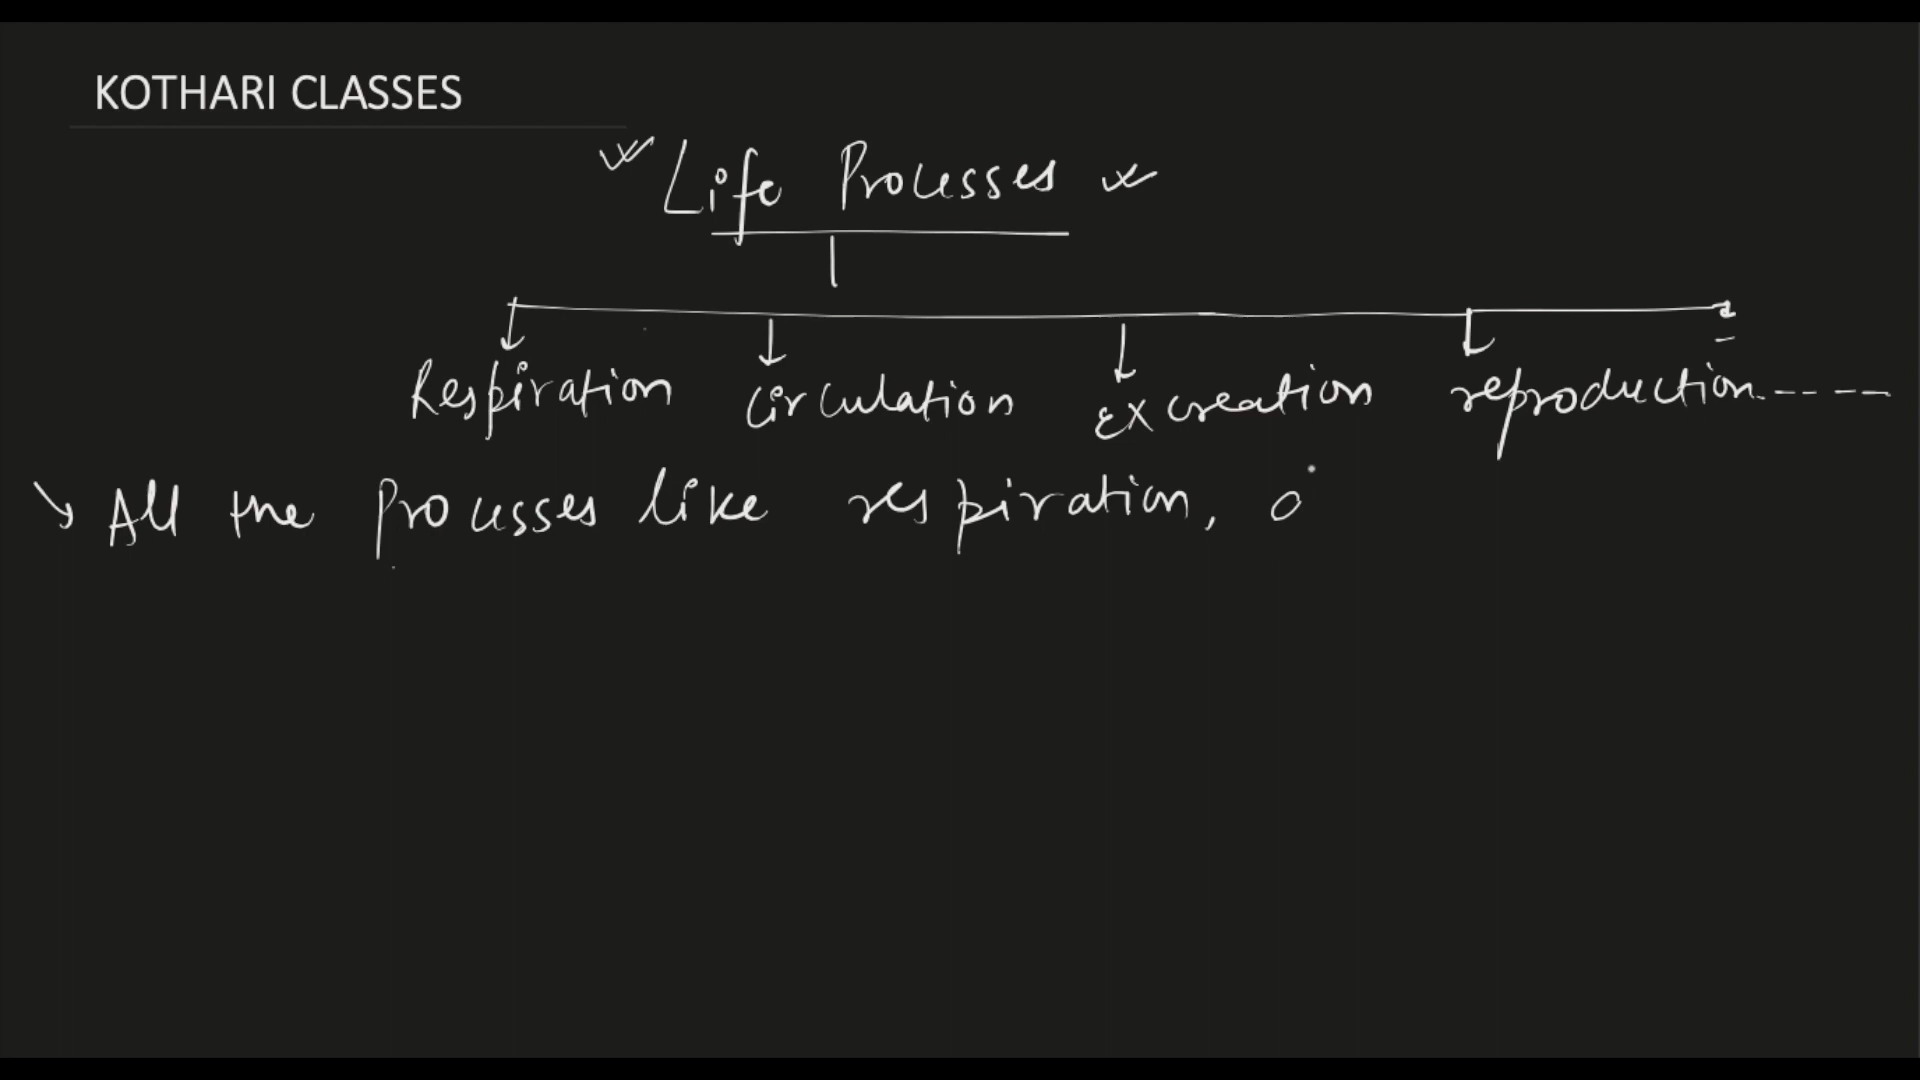 KOTHARI CLASSES
Life Processes
Respiration circulation excreation reproduction.----
All the processes like respiration,